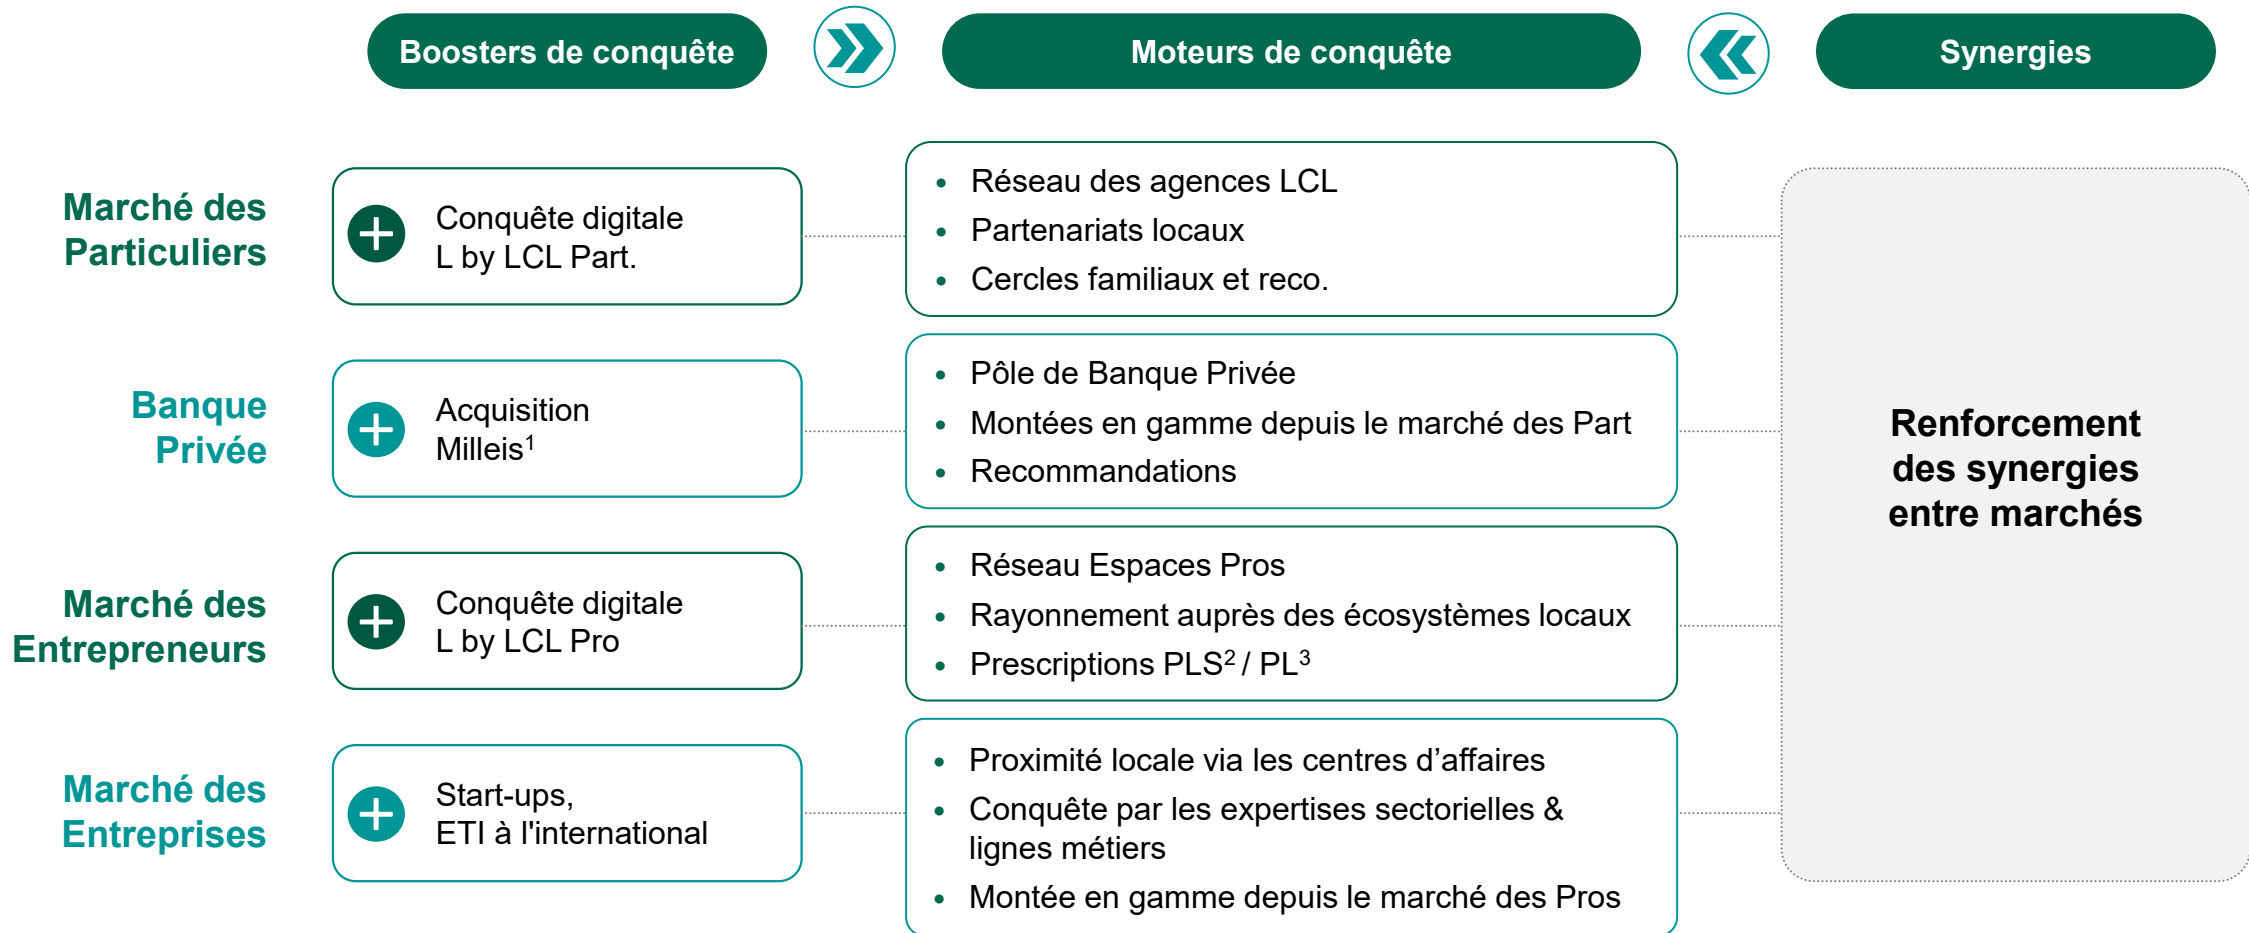 Boosters de conquête
Moteurs de conquête
Synergies
Marché des
Particuliers
Conquête digitale
L by LCL Part.
• Réseau des agences LCL
• Partenariats locaux
• Cercles familiaux et reco.
Banque
Privée
Acquisition
Milleis¹
• Pôle de Banque Privée
• Montées en gamme depuis le marché des Part
• Recommandations
Marché des
Entrepreneurs
Conquête digitale
L by LCL Pro
• Réseau Espaces Pros
• Rayonnement auprès des écosystèmes locaux
• Prescriptions PLS² / PL³
Marché des
Entreprises
Start-ups,
ETI à l'international
• Proximité locale via les centres d’affaires
• Conquête par les expertises sectorielles &
lignes métiers
• Montée en gamme depuis le marché des Pros
Renforcement
des synergies
entre marchés